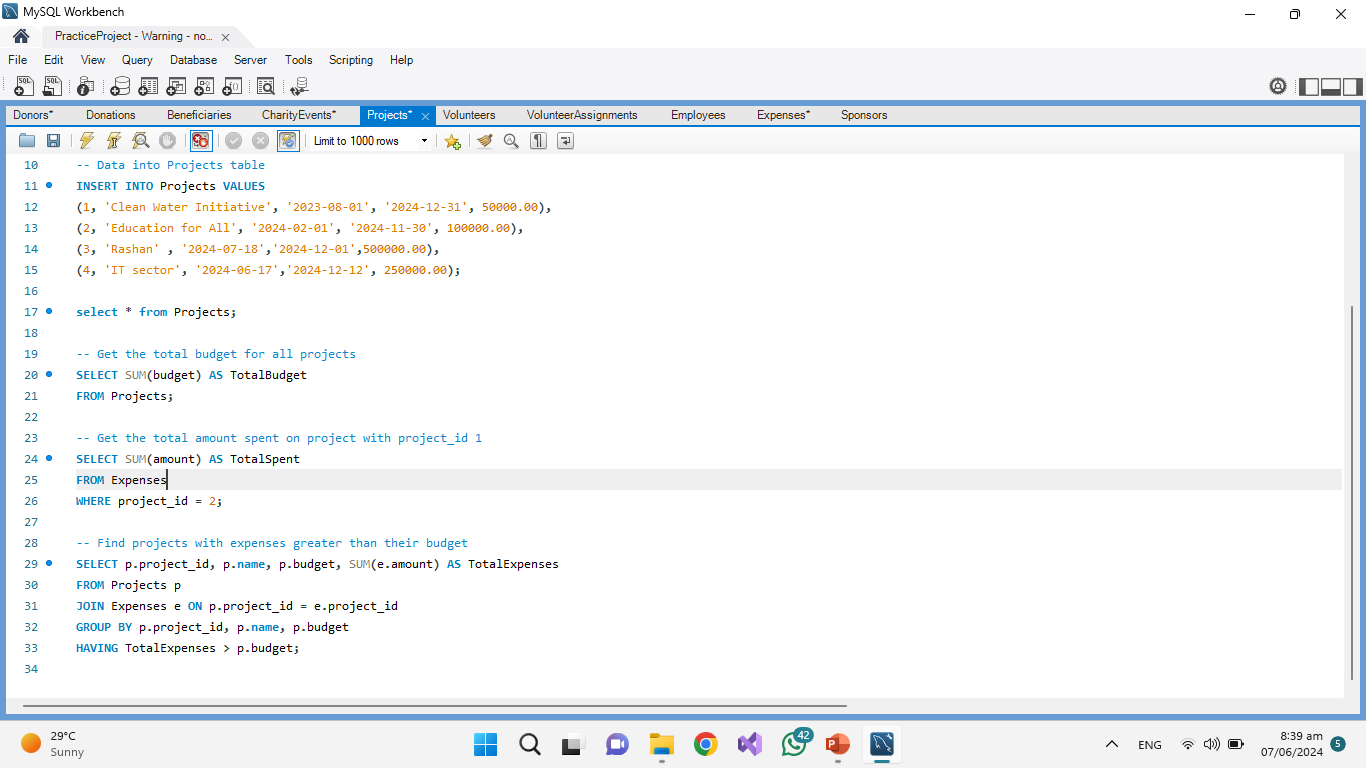 MySQL Workbench
PracticeProject - Warning - no...
File Edit View Query Database Server Tools Scripting Help
Donors* Donations Beneficiaries CharityEvents* Projects* Volunteers VolunteerAssignments Employees Expenses* Sponsors
Limit to 1000 rows
10 -- Data into Projects table
11 INSERT INTO Projects VALUES
12 (1, 'Clean Water Initiative', '2023-08-01', '2024-12-31', 50000.00),
13 (2, 'Education for All', '2024-02-01', '2024-11-30', 100000.00),
14 (3, 'Rashan' , '2024-07-18','2024-12-01',500000.00),
15 (4, 'IT sector', '2024-06-17','2024-12-12', 250000.00);
16
17 select * from Projects;
18
19 -- Get the total budget for all projects
20 SELECT SUM(budget) AS TotalBudget
21 FROM Projects;
22
23 -- Get the total amount spent on project with project_id 1
24 SELECT SUM(amount) AS TotalSpent
25 FROM Expenses
26 WHERE project_id = 2;
27
28 -- Find projects with expenses greater than their budget
29 SELECT p.project_id, p.name, p.budget, SUM(e.amount) AS TotalExpenses
30 FROM Projects p
31 JOIN Expenses e ON p.project_id = e.project_id
32 GROUP BY p.project_id, p.name, p.budget
33 HAVING TotalExpenses > p.budget;
34
29°C
Sunny
42
ENG
8:39 am
07/06/2024
5